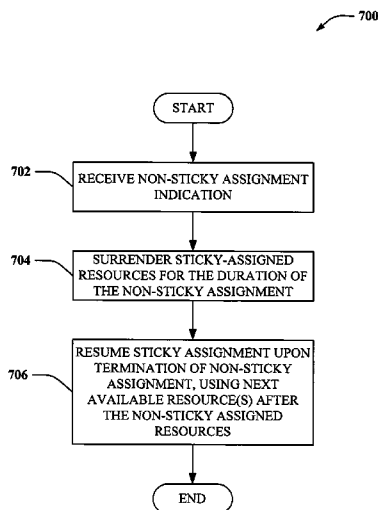 700
START
702
RECEIVE NON-STICKY ASSIGNMENT
INDICATION
704
SURRENDER STICKY-ASSIGNED
RESOURCES FOR THE DURATION OF
THE NON-STICKY ASSIGNMENT
706
RESUME STICKY ASSIGNMENT UPON
TERMINATION OF NON-STICKY
ASSIGNMENT, USING NEXT
AVAILABLE RESOURCE(S) AFTER
THE NON-STICKY ASSIGNED
RESOURCES
END